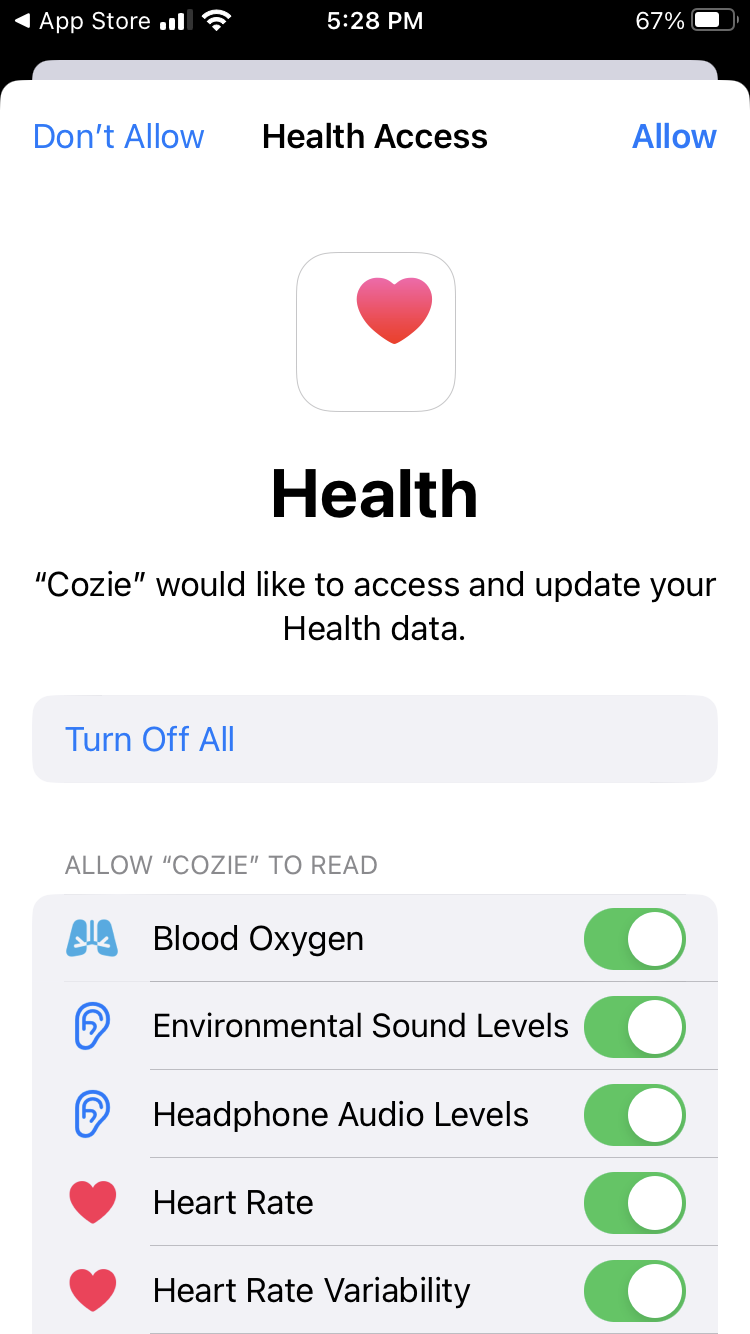 App Store 5:28 PM 67%
Don’t Allow Health Access Allow
Health
“Cozie” would like to access and update your
Health data.
Turn Off All
ALLOW “COZIE” TO READ
Blood Oxygen
Environmental Sound Levels
Headphone Audio Levels
Heart Rate
Heart Rate Variability